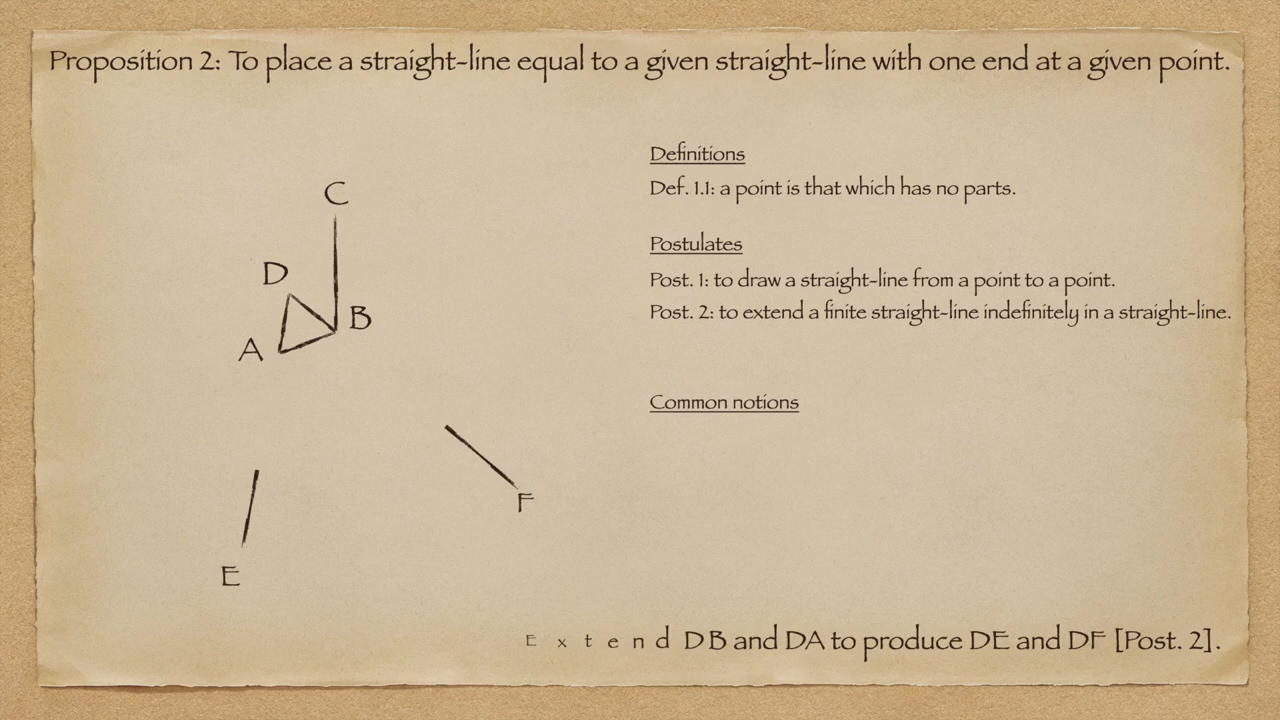 Proposition 2: To place a straight-line equal to a given straight-line with one end at a given point.
Definitions
Def. 1.1: a point is that which has no parts.
C
Postulates
D
Post. 1: to draw a straight-line from a point to a point.
Post. 2: to extend a finite straight-line indefinitely in a straight-line.
B
A
Common notions
F
E
Extend DB and DA to produce DE and DF [Post. 2].